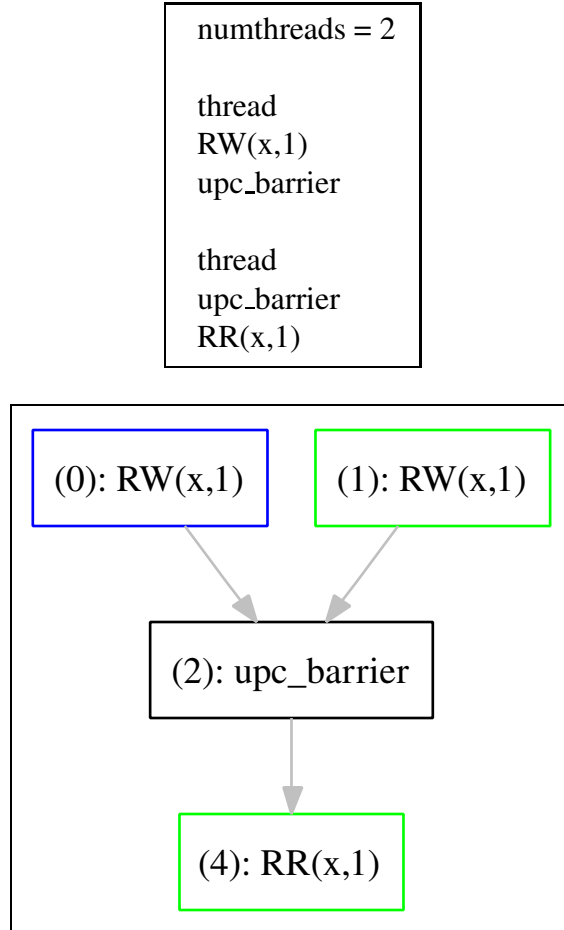 numthreads = 2
thread
RW(x,1)
upc_barrier
thread
upc_barrier
RR(x,1)
(0): RW(x,1)
(1): RW(x,1)
(2): upc_barrier
(4): RR(x,1)